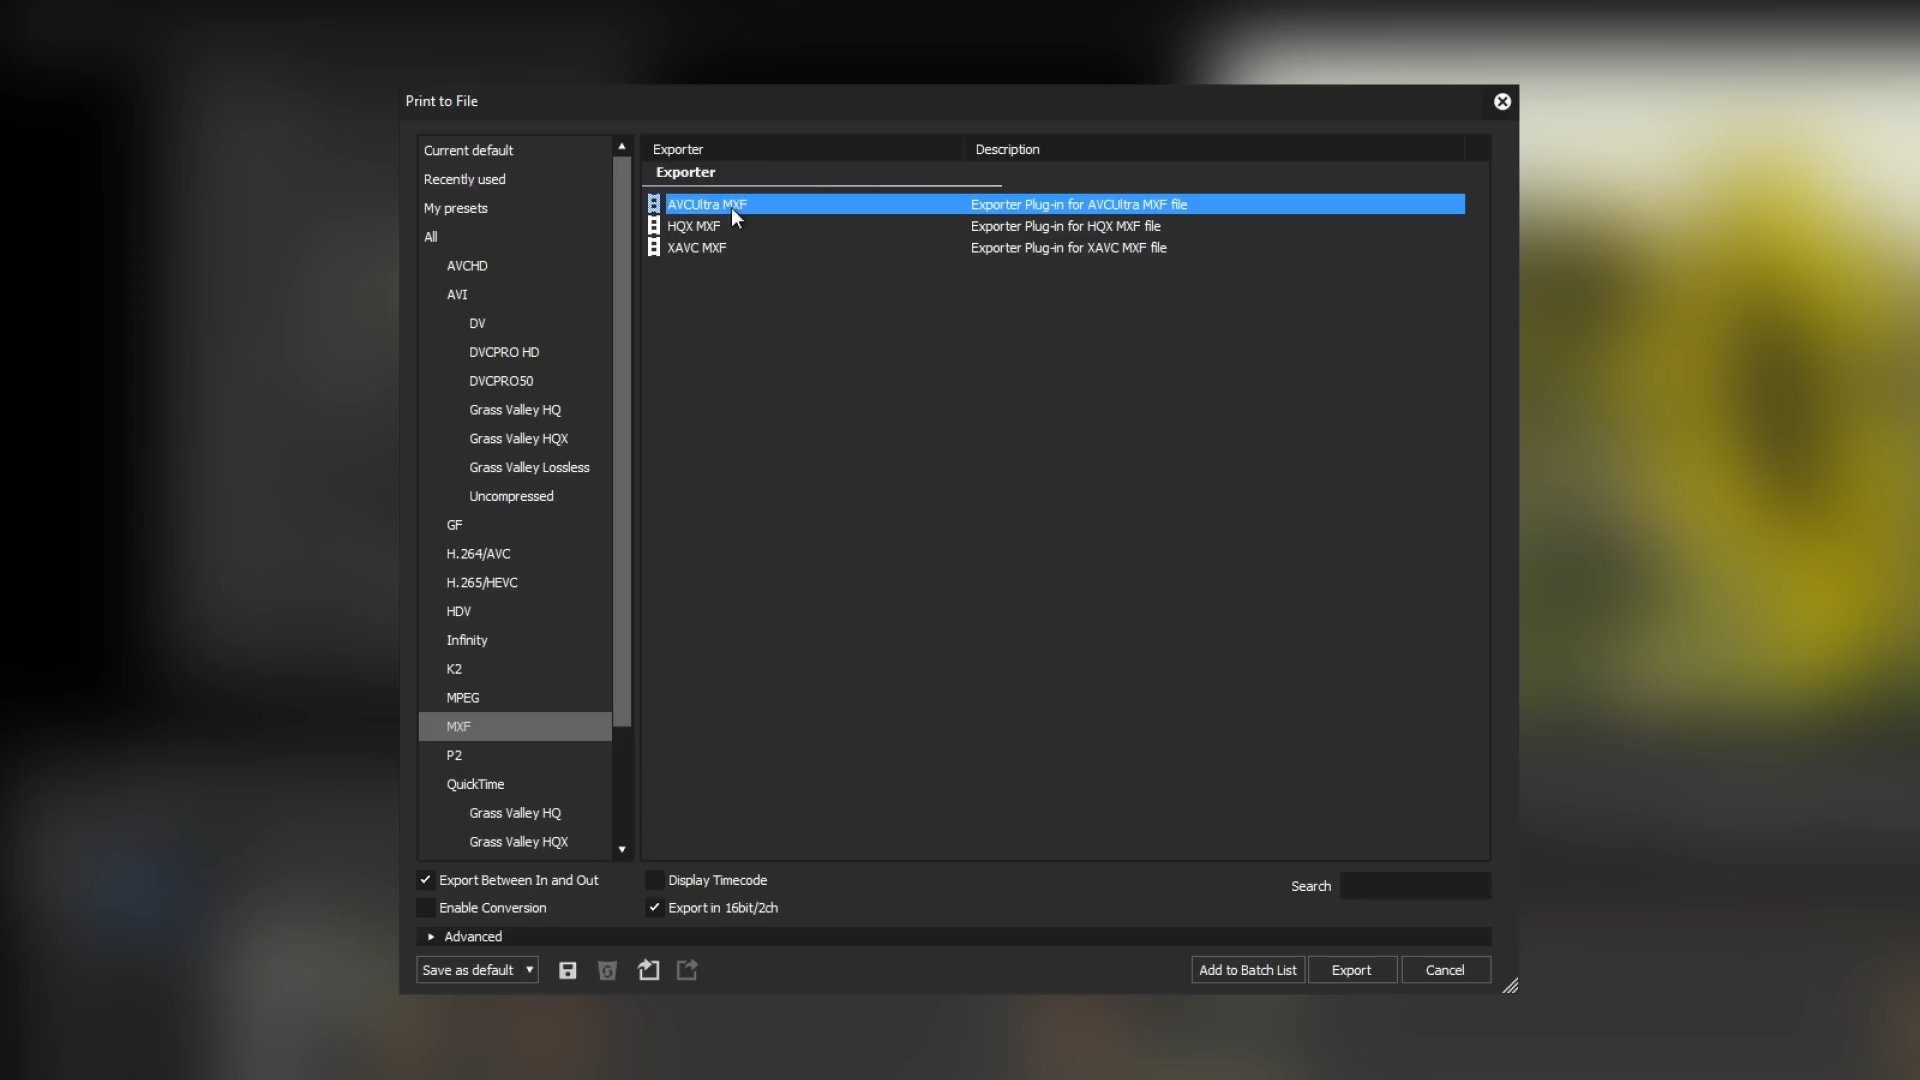 Print to File
Current default
Recently used
My presets
All
AVCHD
AVI
DV
DVCPRO HD
DVCPRO50
Grass Valley HQ
Grass Valley HQX
Grass Valley Lossless
Uncompressed
GF
H.264/AVC
H.265/HEVC
HDV
Infinity
K2
MPEG
MXF
P2
QuickTime
Grass Valley HQ
Grass Valley HQX
Exporter Description
Exporter
AVCUltra MXF Exporter Plug-in for AVCUltra MXF file
HQX MXF Exporter Plug-in for HQX MXF file
XAVC MXF Exporter Plug-in for XAVC MXF file
Export Between In and Out Display Timecode Search
Enable Conversion Export in 16bit/2ch
Advanced
Save as default Add to Batch List Export Cancel